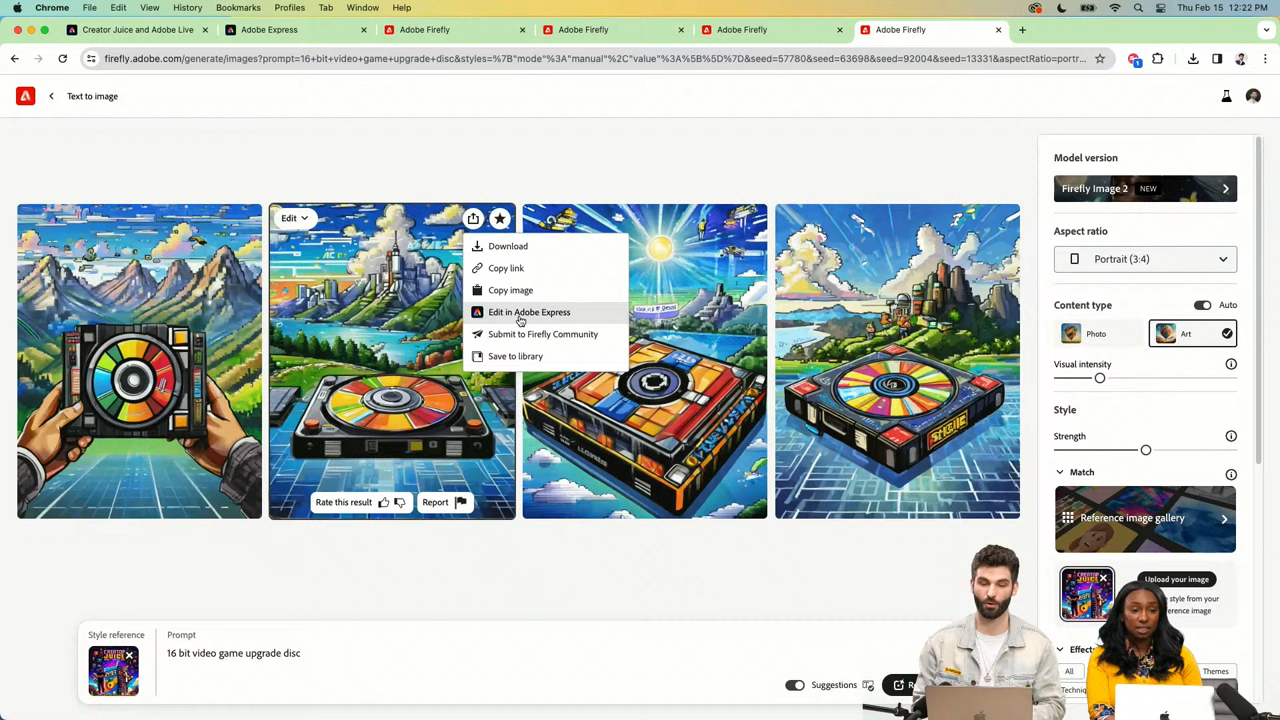 Chrome File Edit View History Bookmarks Profiles Tab Window Help Thu Feb 15 12:22 PM
Creator Juice and Adobe Live Adobe Express Adobe Firefly Adobe Firefly Adobe Firefly Adobe Firefly
firefly.adobe.com/generate/images?prompt=16+bit+video+game+upgrade+disc&styles=%7B"mode"%3A"manual"%2C"value"%3A%5B%5D%7D&seed=57780&seed=63698&seed=92004&seed=13331&aspectRatio=portr...
1
Text to image
Model version
Firefly Image 2 NEW
Aspect ratio
Portrait (3:4)
Content type Auto
Photo Art
Visual intensity
Style
Strength
Match
Reference image gallery
Upload your image
style from your
reference image
Effects
All Themes
Edit
Download
Copy link
Copy image
Edit in Adobe Express
Submit to Firefly Community
Save to library
Rate this result Report
Style reference Prompt
CREATOR
JUICE
16 bit video game upgrade disc
Suggestions